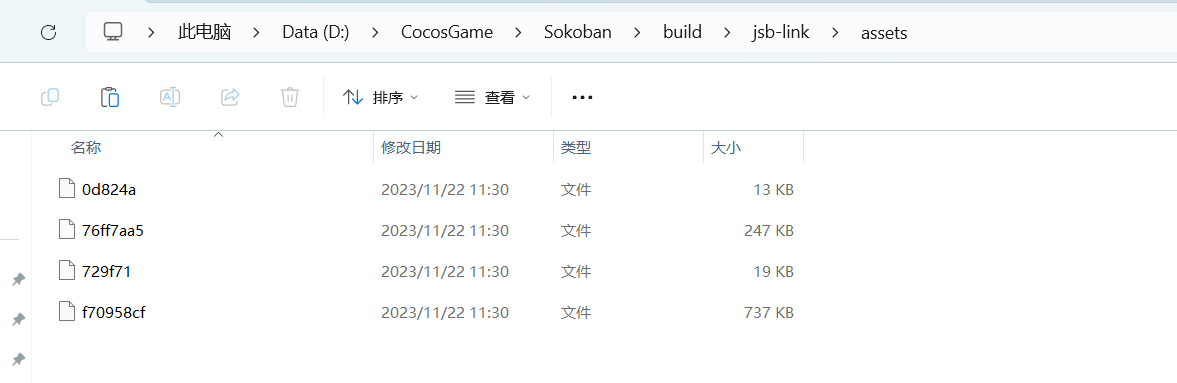 此电脑 > Data (D:) > CocosGame > Sokoban > build > jsb-link > assets
排序 查看 •••
名称 修改日期 类型 大小
0d824a 2023/11/22 11:30 文件 13 KB
76ff7aa5 2023/11/22 11:30 文件 247 KB
729f71 2023/11/22 11:30 文件 19 KB
f70958cf 2023/11/22 11:30 文件 737 KB